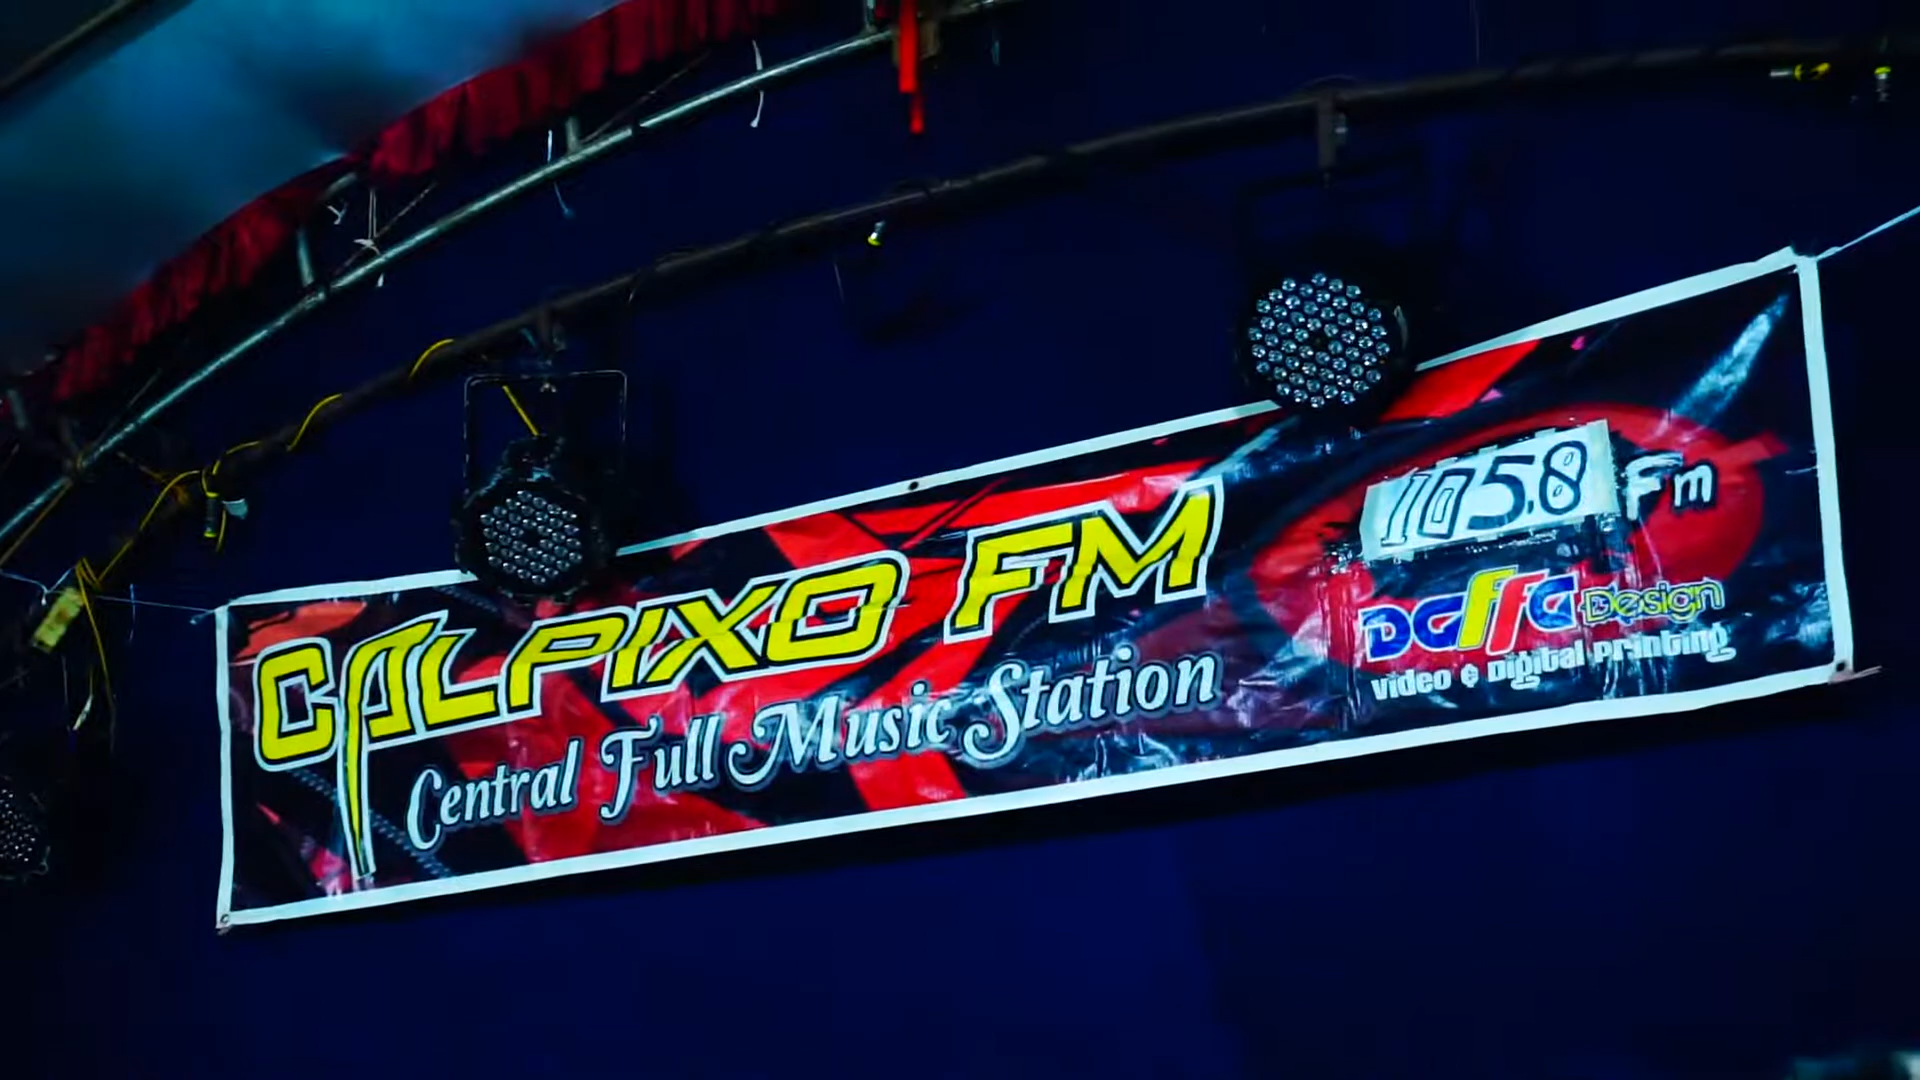 CALPIXO FM
Central Full Music Station
105.8 Fm
Design
Video & Digital printing